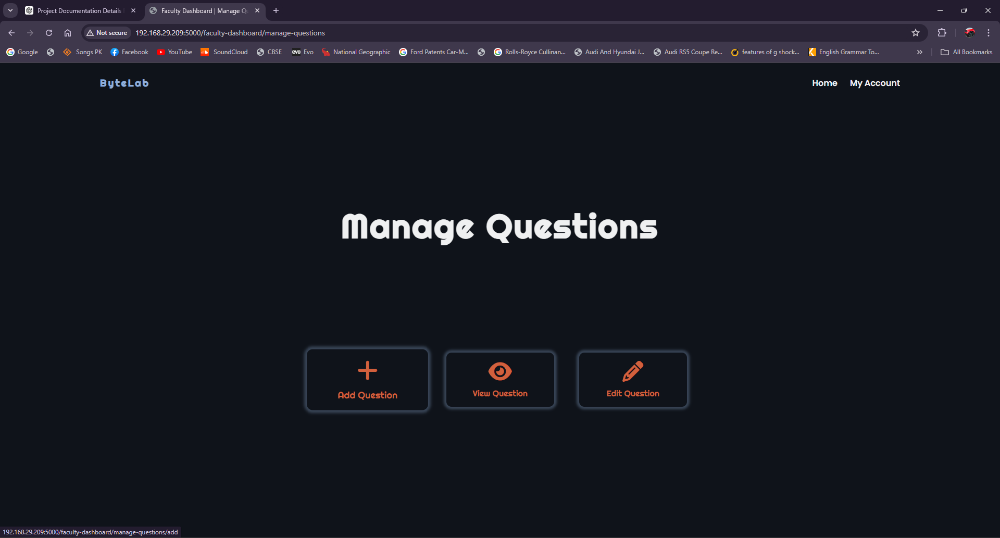 Project Documentation Details
Faculty Dashboard | Manage Qu
Not secure
192.168.29.209:5000/faculty-dashboard/manage-questions
Google
Songs PK
Facebook
YouTube
SoundCloud
CBSE
evo Evo
National Geographic
Ford Patents Car-M...
Rolls-Royce Cullinan...
Audi And Hyundai J...
Audi RS5 Coupe Re...
features of g shock...
English Grammar To...
All Bookmarks
ByteLab
Home
My Account
Manage Questions
Add Question
View Question
Edit Question
192.168.29.209:5000/faculty-dashboard/manage-questions/add